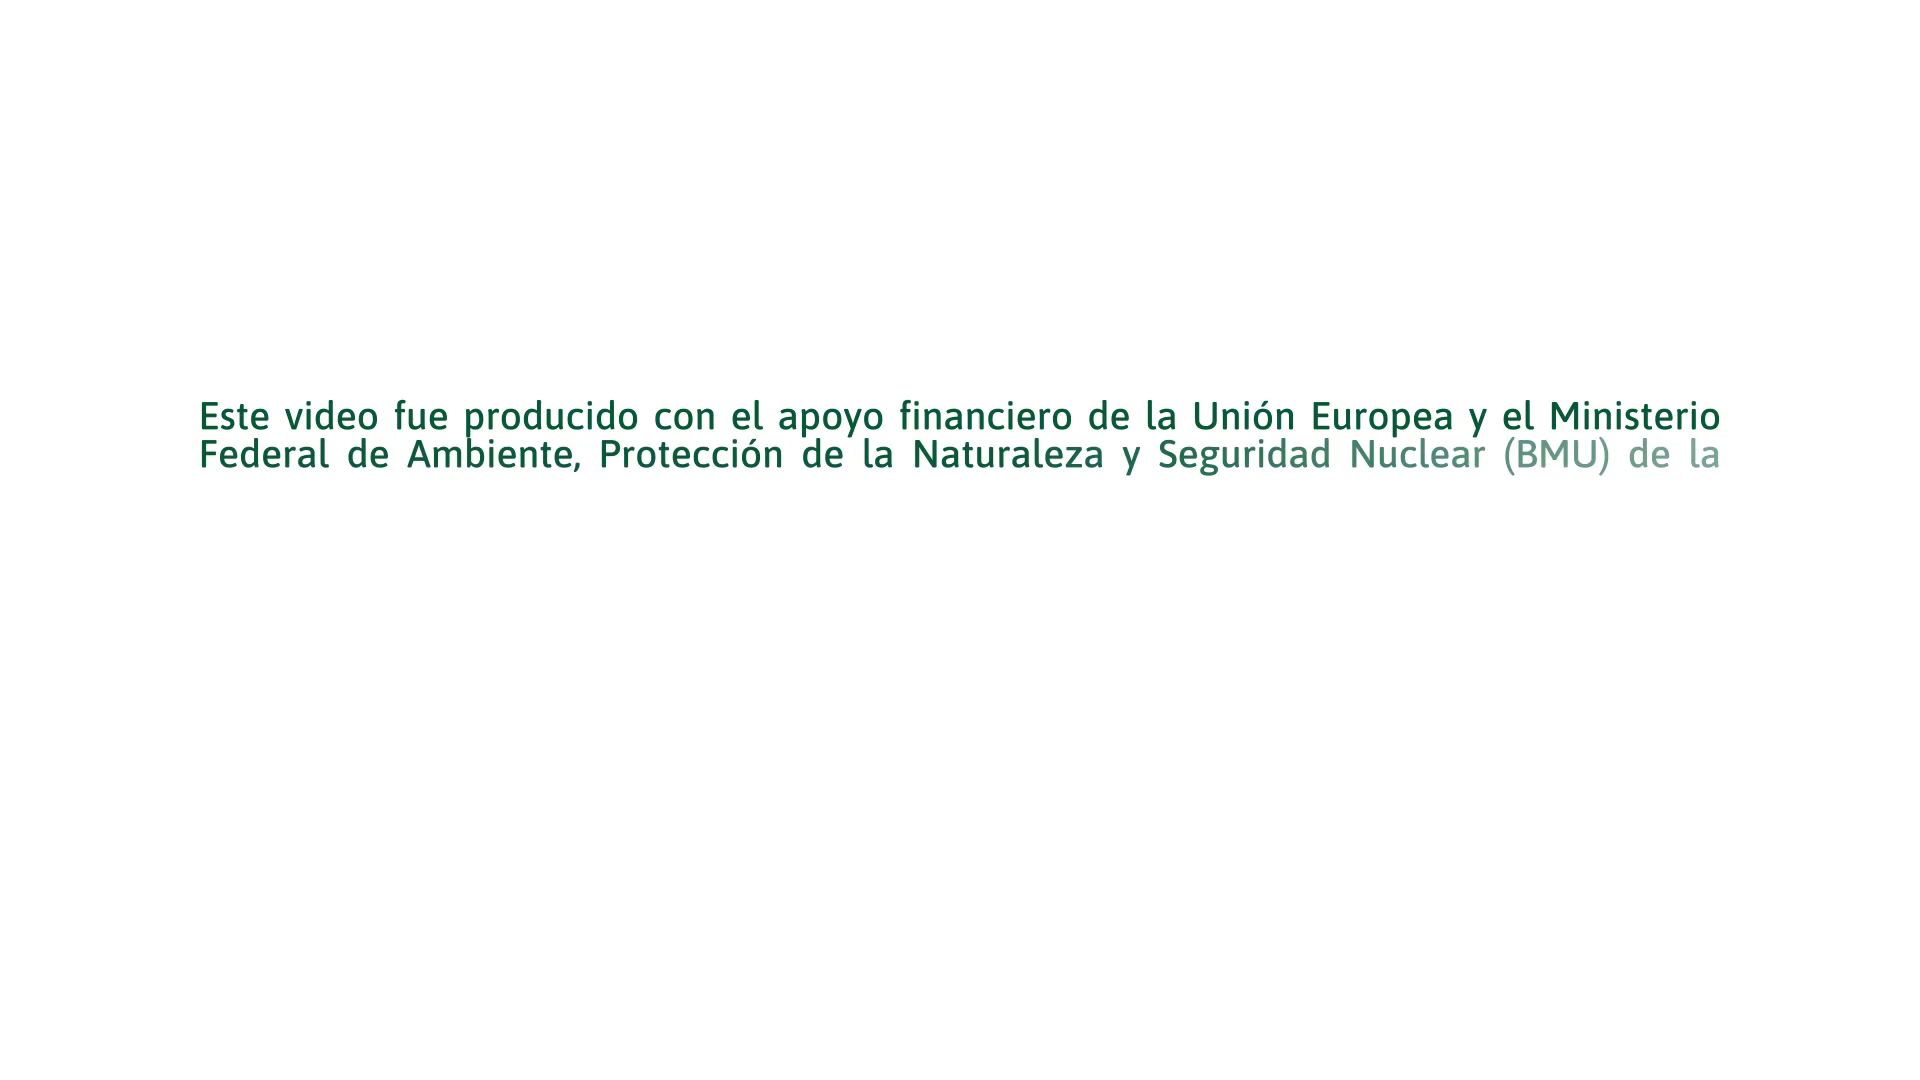 Este video fue producido con el apoyo financiero de la Unión Europea y el Ministerio
Federal de Ambiente, Protección de la Naturaleza y Seguridad Nuclear (BMU) de la